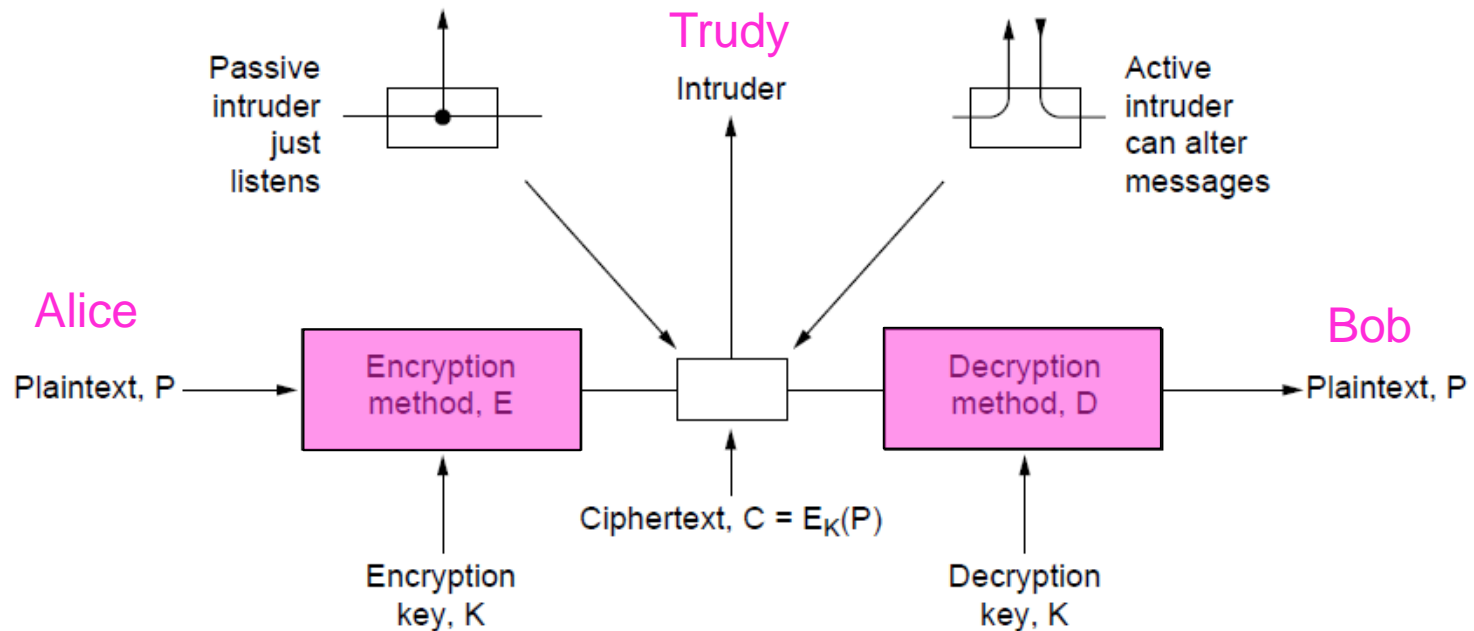 Trudy
Intruder
Passive
intruder
just
listens
Active
intruder
can alter
messages
Alice
Plaintext, P
Encryption
method, E
Decryption
method, D
Bob
Plaintext, P
Ciphertext, C = E_K(P)
Encryption
key, K
Decryption
key, K